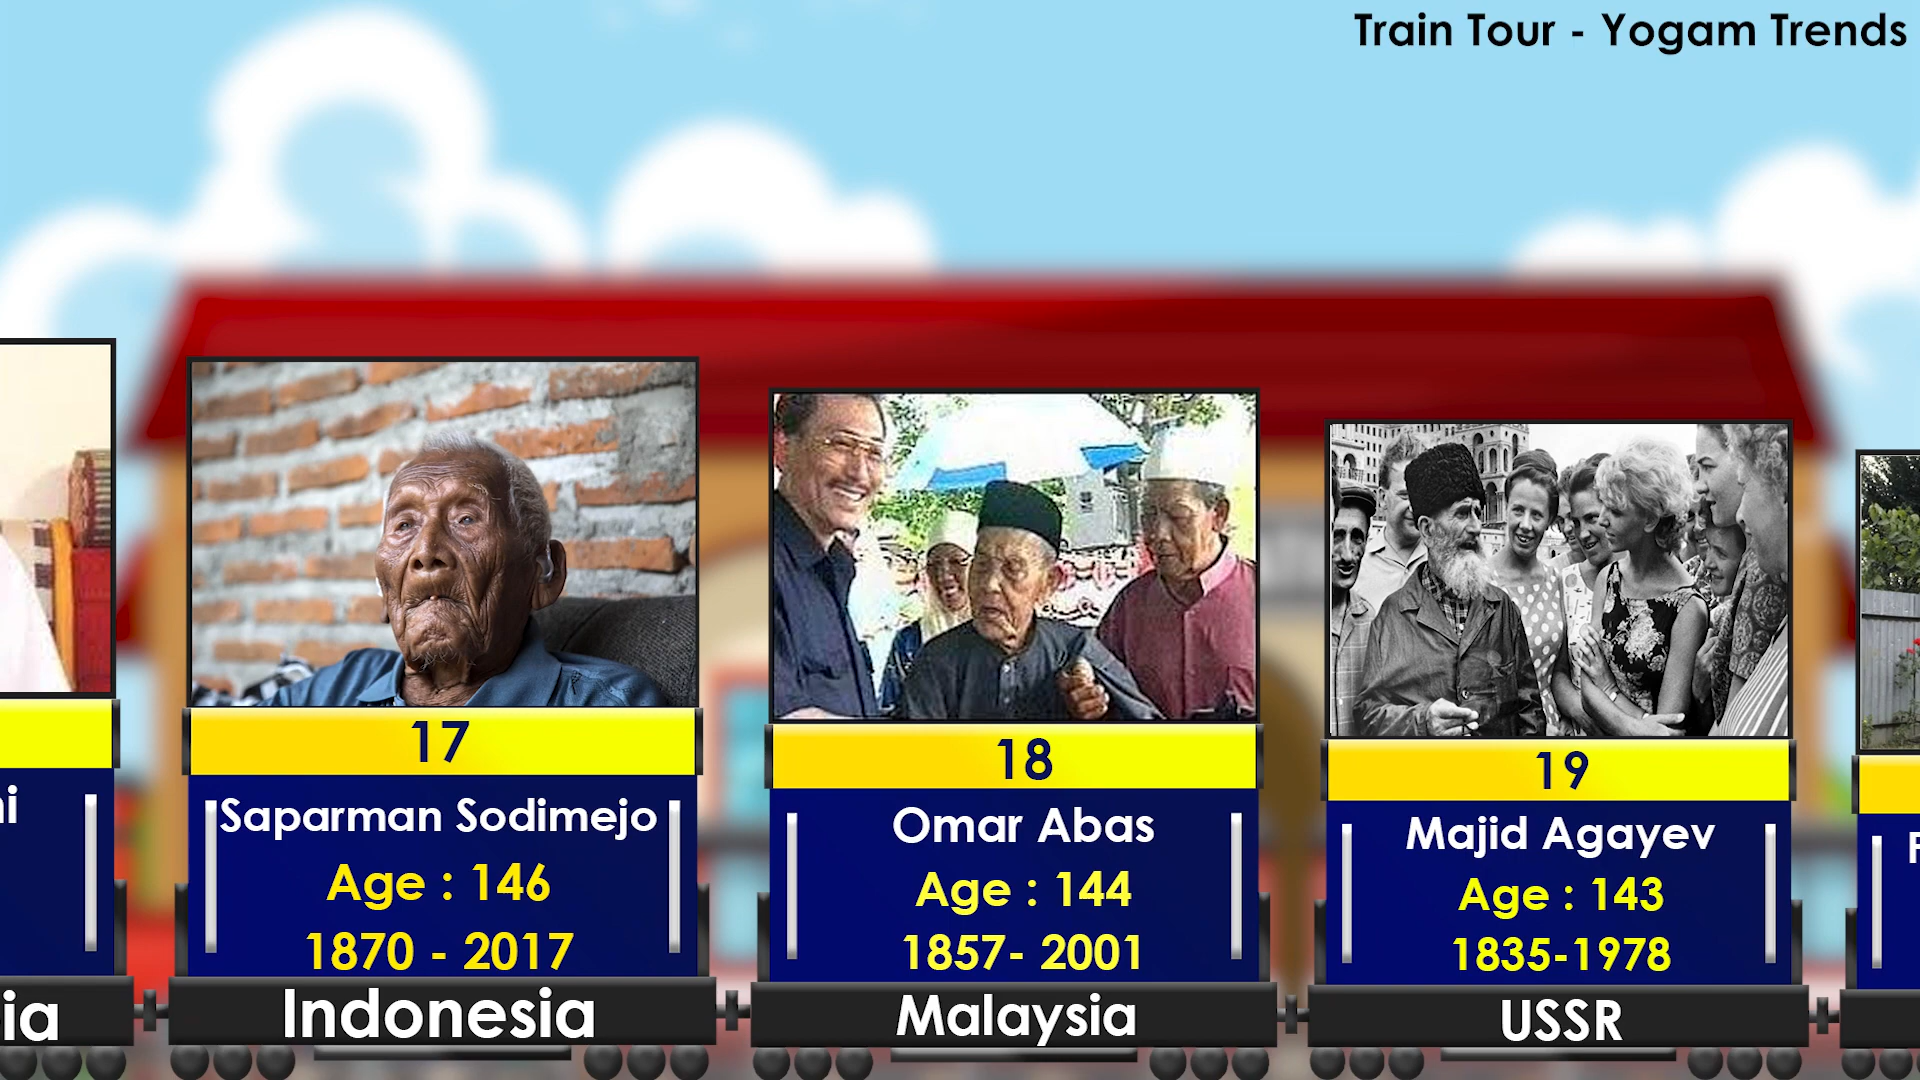 Train Tour - Yogam Trends
17
Saparman Sodimejo
Age : 146
1870 - 2017
Indonesia
18
Omar Abas
Age : 144
1857- 2001
Malaysia
19
Majid Agayev
Age : 143
1835-1978
USSR